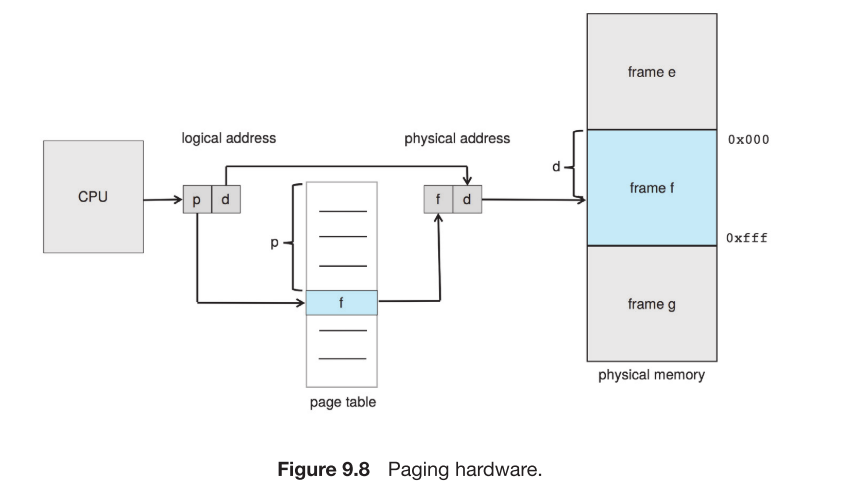 frame e
logical address
physical address
0x000
d
CPU
p
d
f
d
frame f
p
0xfff
f
frame g
physical memory
page table
Figure 9.8 Paging hardware.